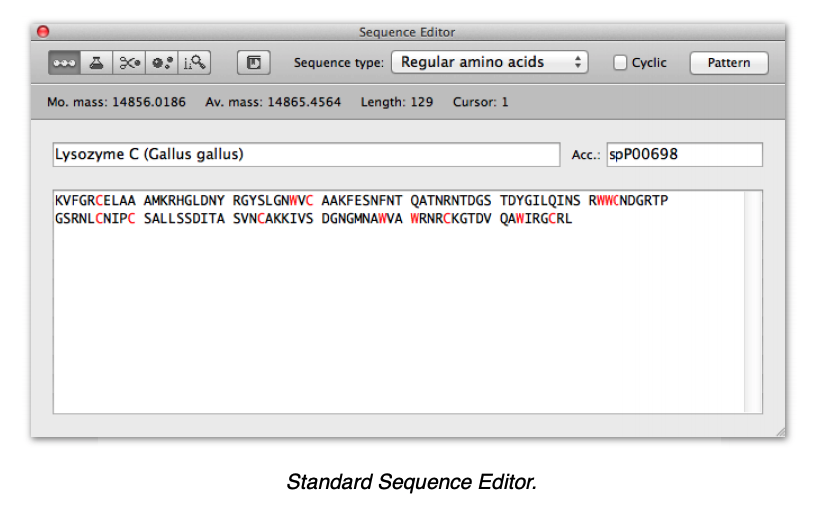 Sequence Editor
Sequence type: Regular amino acids Cyclic Pattern
Mo. mass: 14856.0186 Av. mass: 14865.4564 Length: 129 Cursor: 1
Lysozyme C (Gallus gallus) Acc.: spP00698
KVFGRCELAA AMKRHGLDNY RGYSLGNWVC AAKFESNFNT QATNRNTDGS TDYGILQINS RWWCNDGRTP
GSRNLCNIPC SALLSSDITA SVNCAKKIVS DGNGMNAWVA WRNRCKGTDV QAWIRGCRL
Standard Sequence Editor.